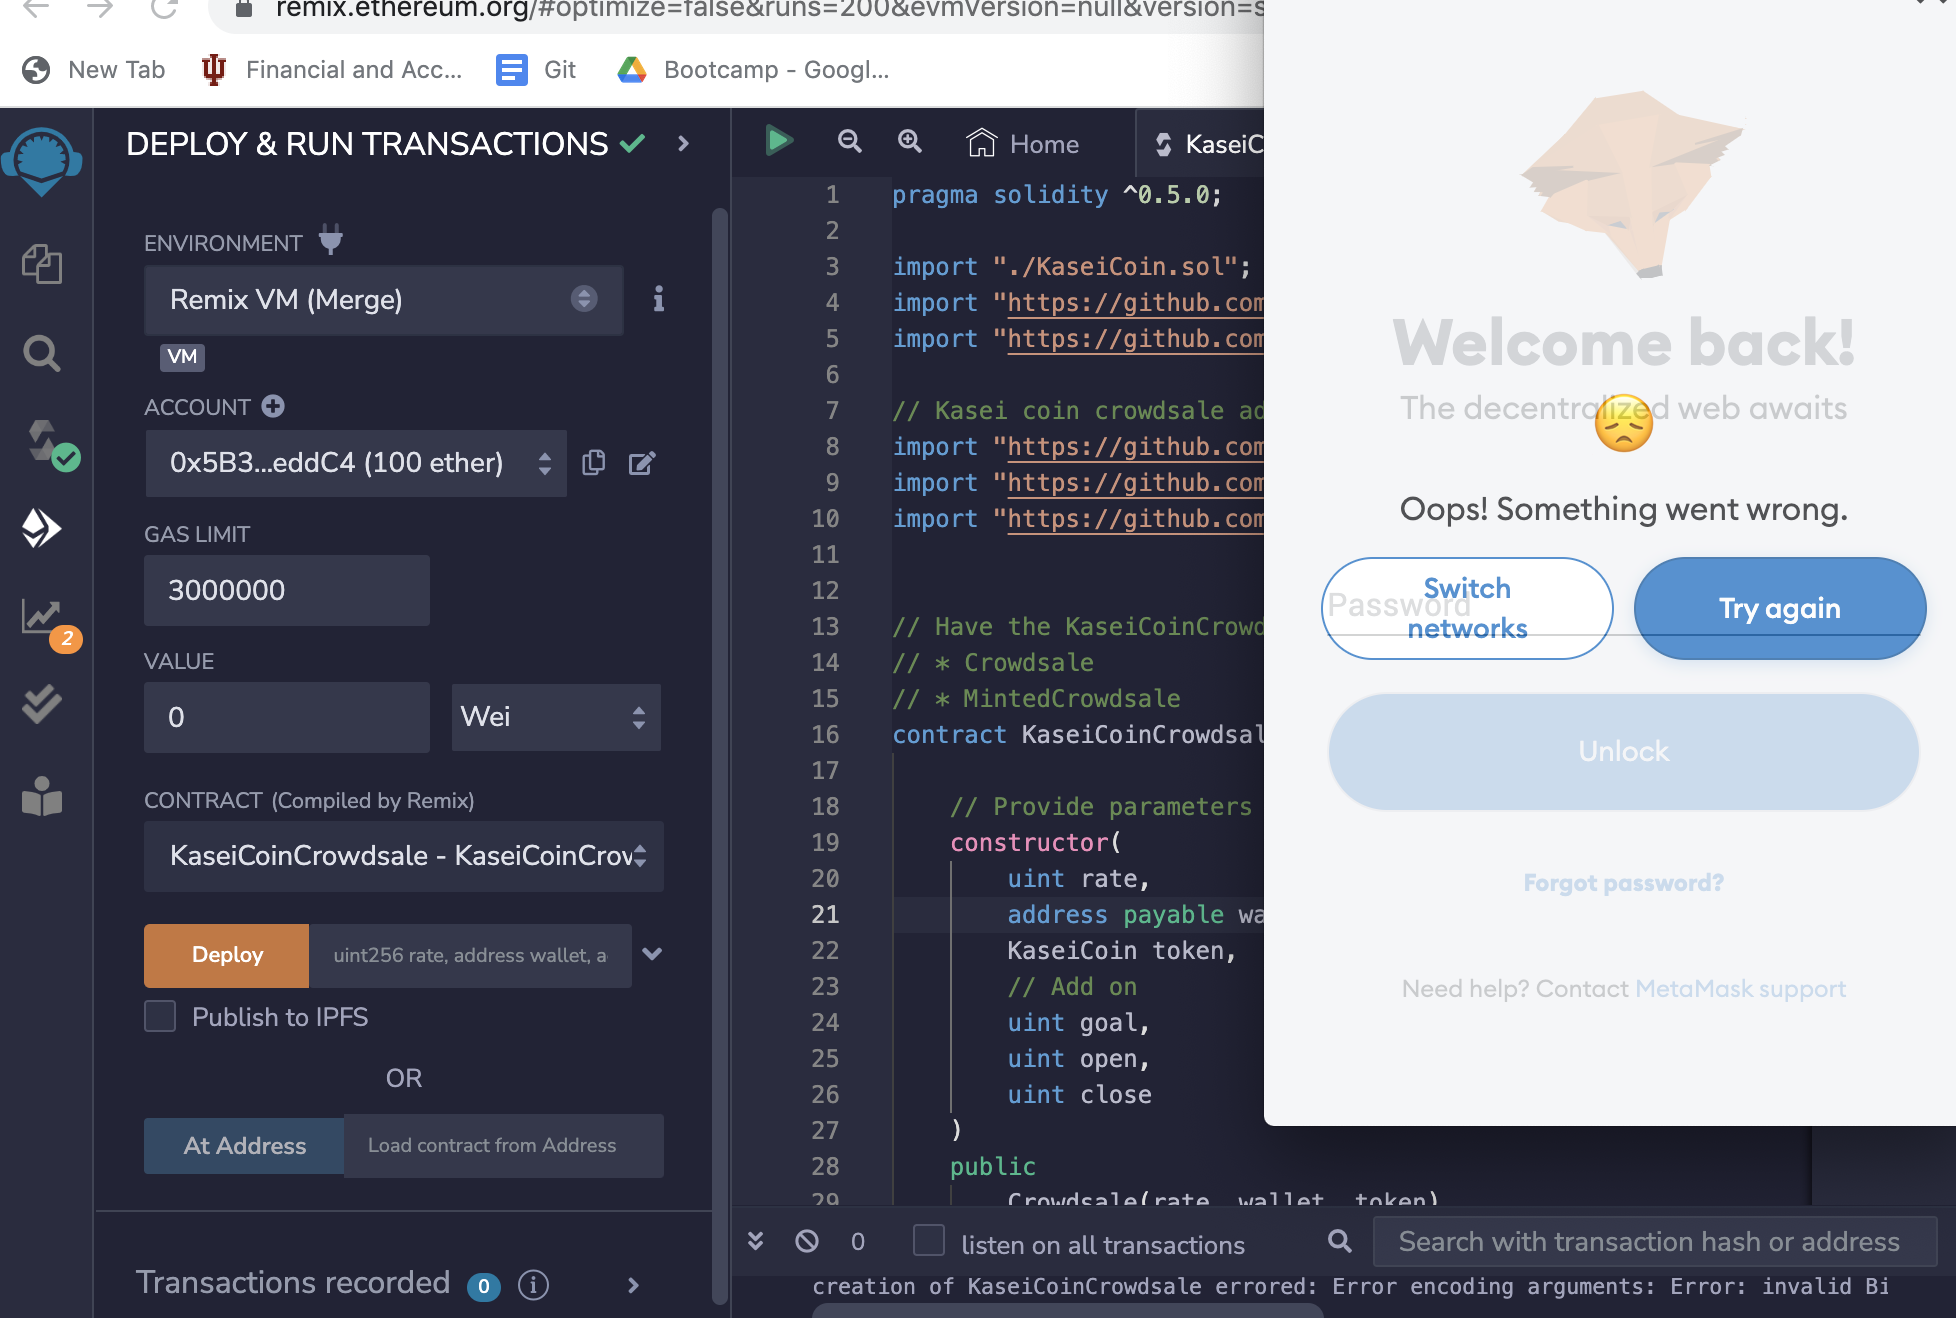 remix.ethereum.org/#optimize=false&runs=200&evmVersion=null&version=s
New Tab
Financial and Acc...
Git
Bootcamp - Googl...
DEPLOY & RUN TRANSACTIONS
ENVIRONMENT
Remix VM (Merge)
VM
ACCOUNT
0x5B3...eddC4 (100 ether)
GAS LIMIT
3000000
VALUE
0
Wei
CONTRACT (Compiled by Remix)
KaseiCoinCrowdsale - KaseiCoinCrov
Deploy
uint256 rate, address wallet, a
Publish to IPFS
OR
At Address
Load contract from Address
Transactions recorded 0 i
2
Home
KaseiC
1 pragma solidity ^0.5.0;
2
3 import "./KaseiCoin.sol";
4 import "https://github.com
5 import "https://github.com
6
7 // Kasei coin crowdsale ad
8 import "https://github.com
9 import "https://github.com
10 import "https://github.com
11
12
13 // Have the KaseiCoinCrowd
14 // * Crowdsale
15 // * MintedCrowdsale
16 contract KaseiCoinCrowdsal
17
18 // Provide parameters
19 constructor(
20 uint rate,
21 address payable wa
22 KaseiCoin token,
23 // Add on
24 uint goal,
25 uint open,
26 uint close
27 )
28 public
29 Crowdsale(rate, wallet, token)
0
listen on all transactions
Search with transaction hash or address
creation of KaseiCoinCrowdsale errored: Error encoding arguments: Error: invalid Bi
Welcome back!
The decentralized web awaits
Oops! Something went wrong.
Password
Switch
networks
Try again
Unlock
Forgot password?
Need help? Contact MetaMask support